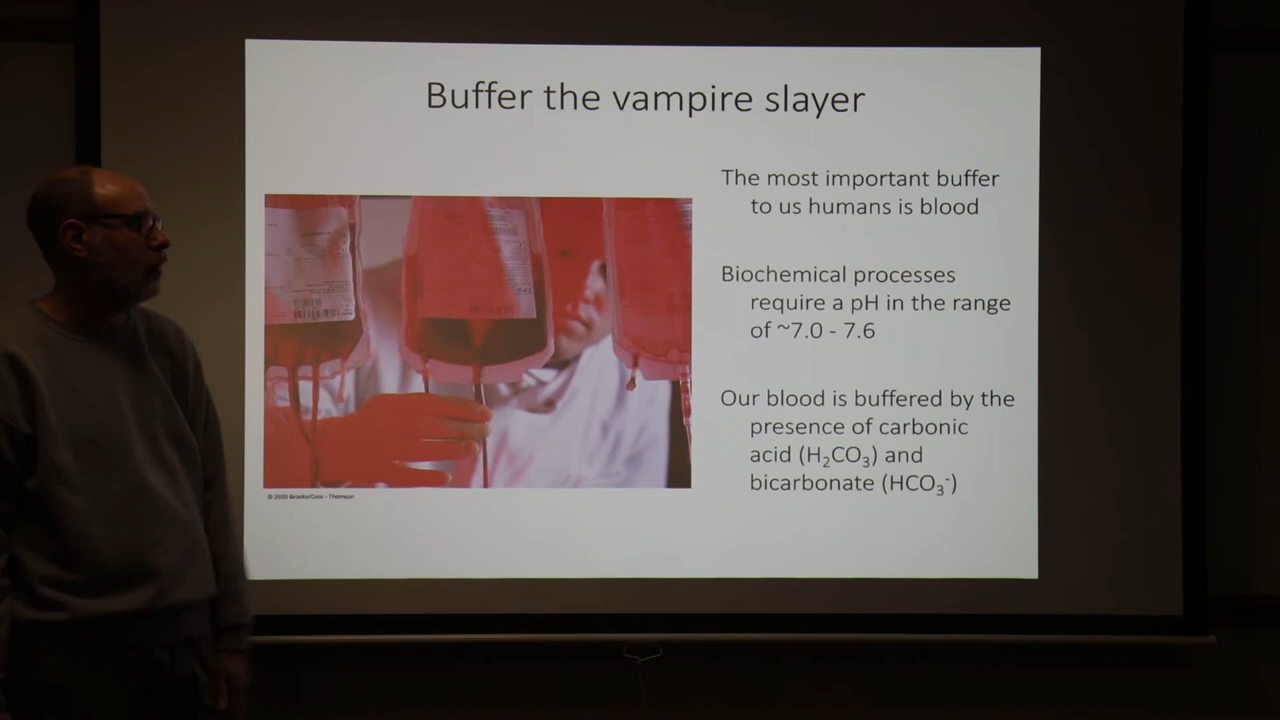 Buffer the vampire slayer
The most important buffer
to us humans is blood
Biochemical processes
require a pH in the range
of ~7.0 - 7.6
Our blood is buffered by the
presence of carbonic
acid (H₂CO₃) and
bicarbonate (HCO₃⁻)